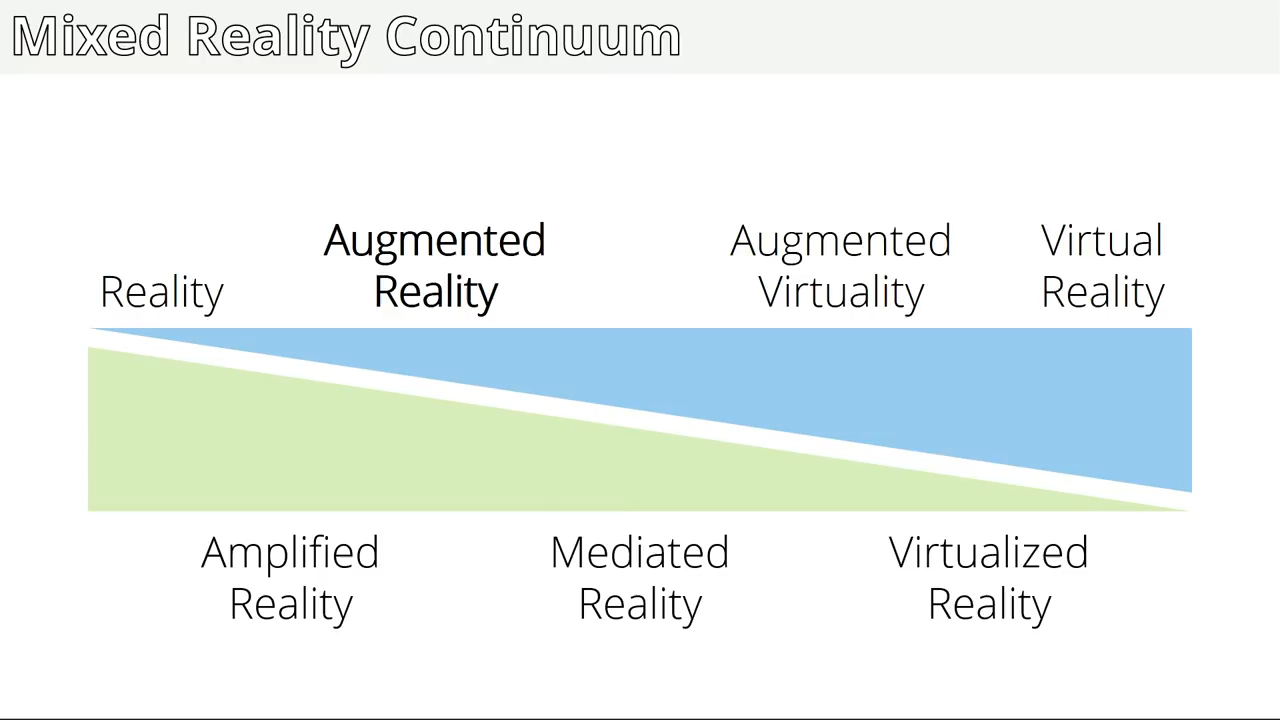 Mixed Reality Continuum
Reality
Augmented
Reality
Augmented
Virtuality
Virtual
Reality
Amplified
Reality
Mediated
Reality
Virtualized
Reality